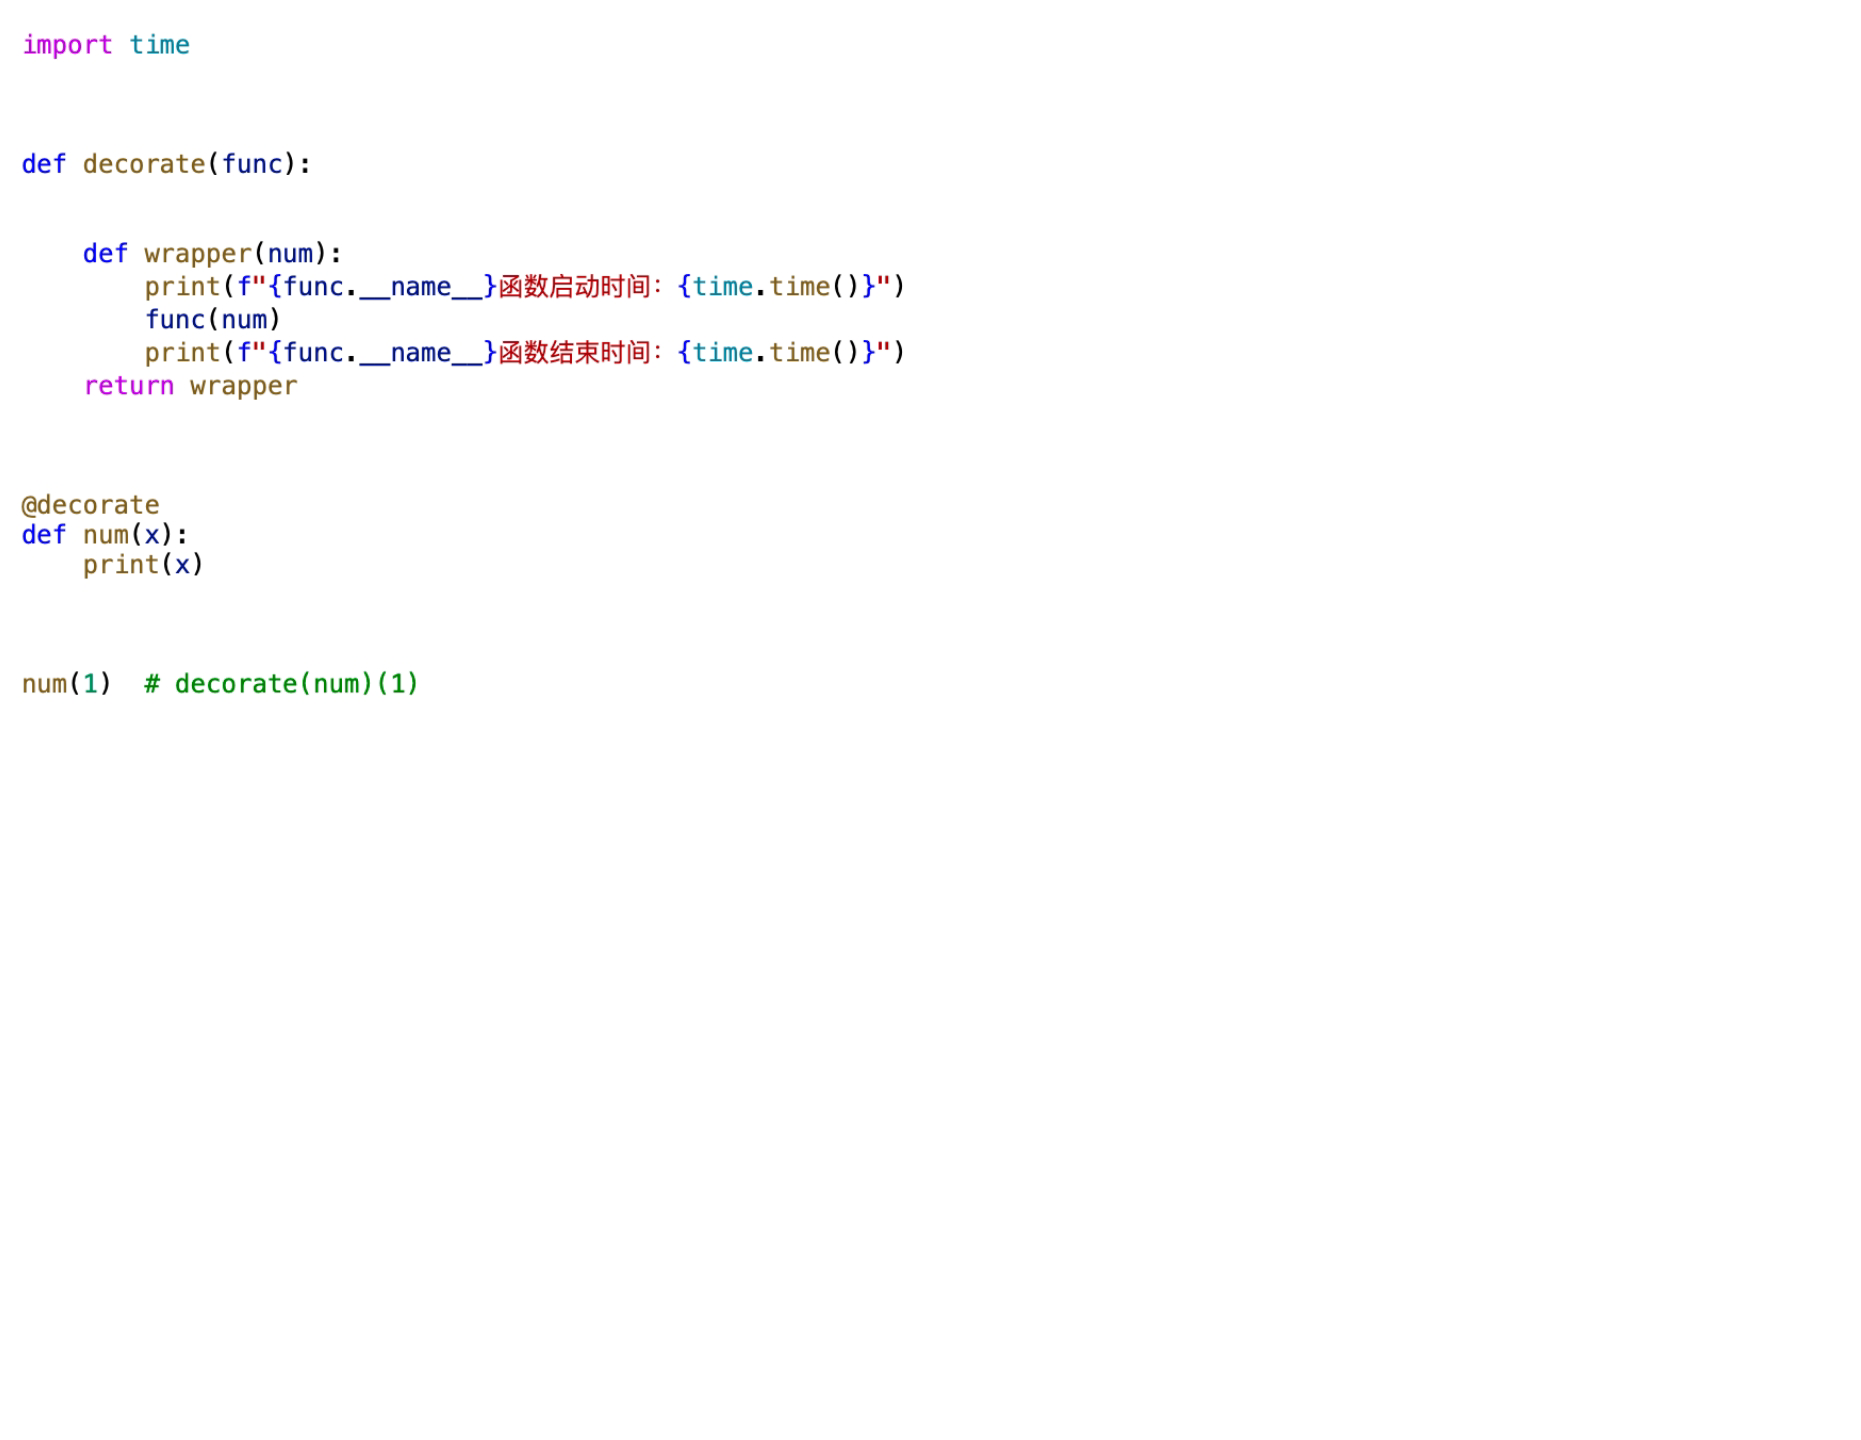 import time
def decorate(func):
    def wrapper(num):
        print(f"{func.__name__}函数启动时间：{time.time()}")
        func(num)
        print(f"{func.__name__}函数结束时间：{time.time()}")
    return wrapper
@decorate
def num(x):
    print(x)
num(1)  # decorate(num)(1)